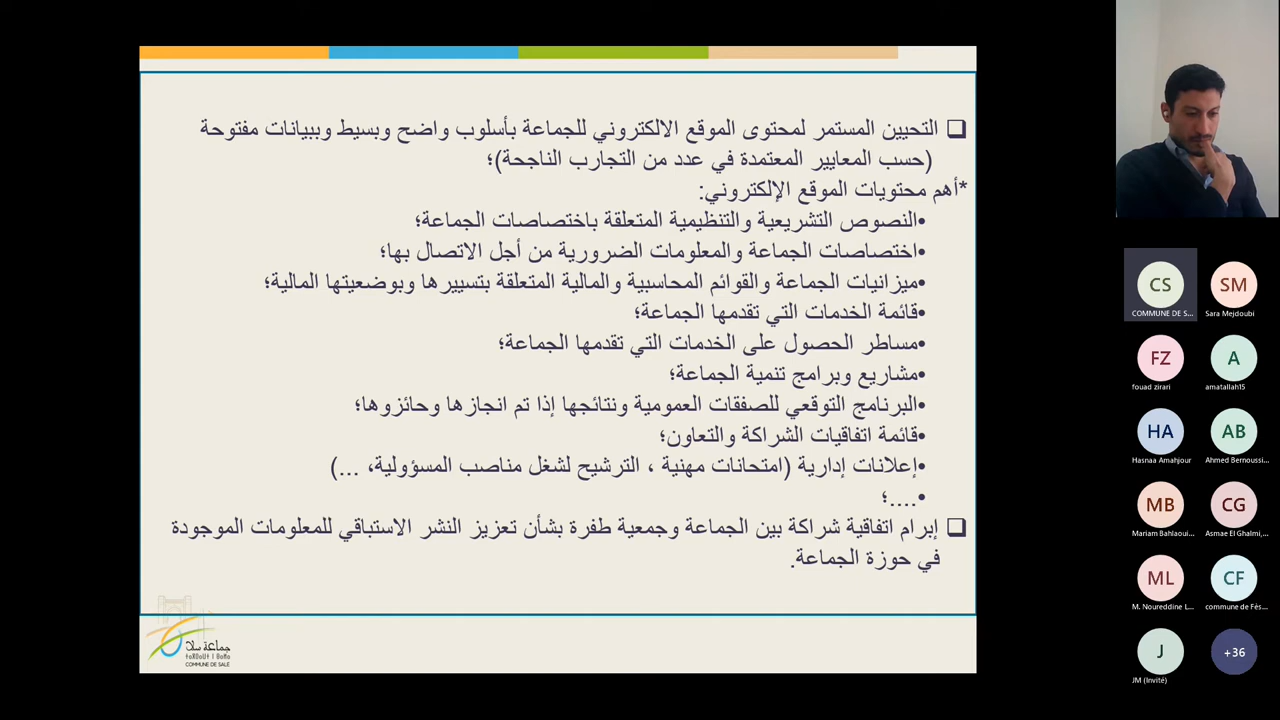 ❑ التحيين المستمر لمحتوى الموقع الالكتروني للجماعة بأسلوب واضح وبسيط وببيانات مفتوحة
(حسب المعايير المعتمدة في عدد من التجارب الناجحة)؛
*أهم محتويات الموقع الإلكتروني:
•النصوص التشريعية والتنظيمية المتعلقة باختصاصات الجماعة؛
•اختصاصات الجماعة والمعلومات الضرورية من أجل الاتصال بها؛
•ميزانيات الجماعة والقوائم المحاسبية والمالية المتعلقة بتسييرها وبوضعيتها المالية؛
•قائمة الخدمات التي تقدمها الجماعة؛
•مساطر الحصول على الخدمات التي تقدمها الجماعة؛
•مشاريع وبرامج تنمية الجماعة؛
•البرنامج التوقعي للصفقات العمومية ونتائجها إذا تم انجازها وحائزوها؛
•قائمة اتفاقيات الشراكة والتعاون؛
•إعلانات إدارية (امتحانات مهنية ، الترشيح لشغل مناصب المسؤولية، ...)
•....؛
❑ إبرام اتفاقية شراكة بين الجماعة وجمعية طفرة بشأن تعزيز النشر الاستباقي للمعلومات الموجودة
في حوزة الجماعة.
جماعة سلا
COMMUNE DE SALE
CS SM
COMMUNE DE S... Sara Mejdoubi
FZ A
fouad zirari amatallah15
HA AB
Hasnaa Amahjour Ahmed Bernoussi...
MB CG
Mariam Bahlaoui... Asmae El Ghalmi,...
ML CF
M. Noureddine L... commune de Fés...
J +36
JM (Invité)